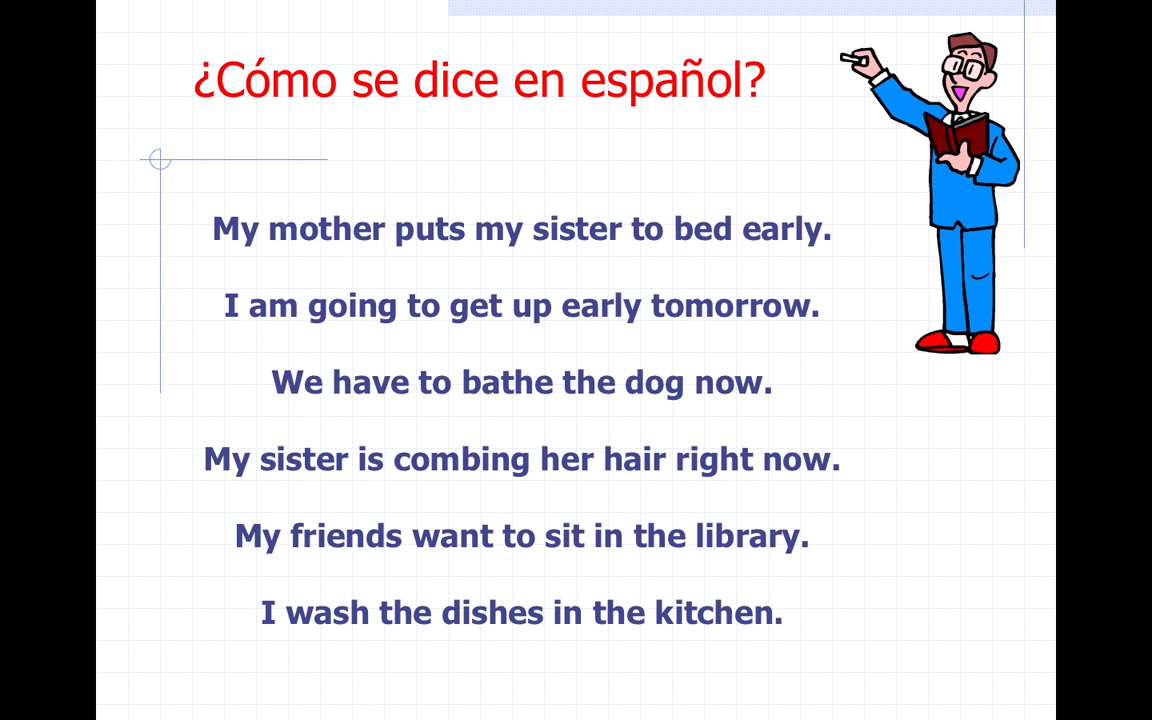 ¿Cómo se dice en español?
My mother puts my sister to bed early.
I am going to get up early tomorrow.
We have to bathe the dog now.
My sister is combing her hair right now.
My friends want to sit in the library.
I wash the dishes in the kitchen.